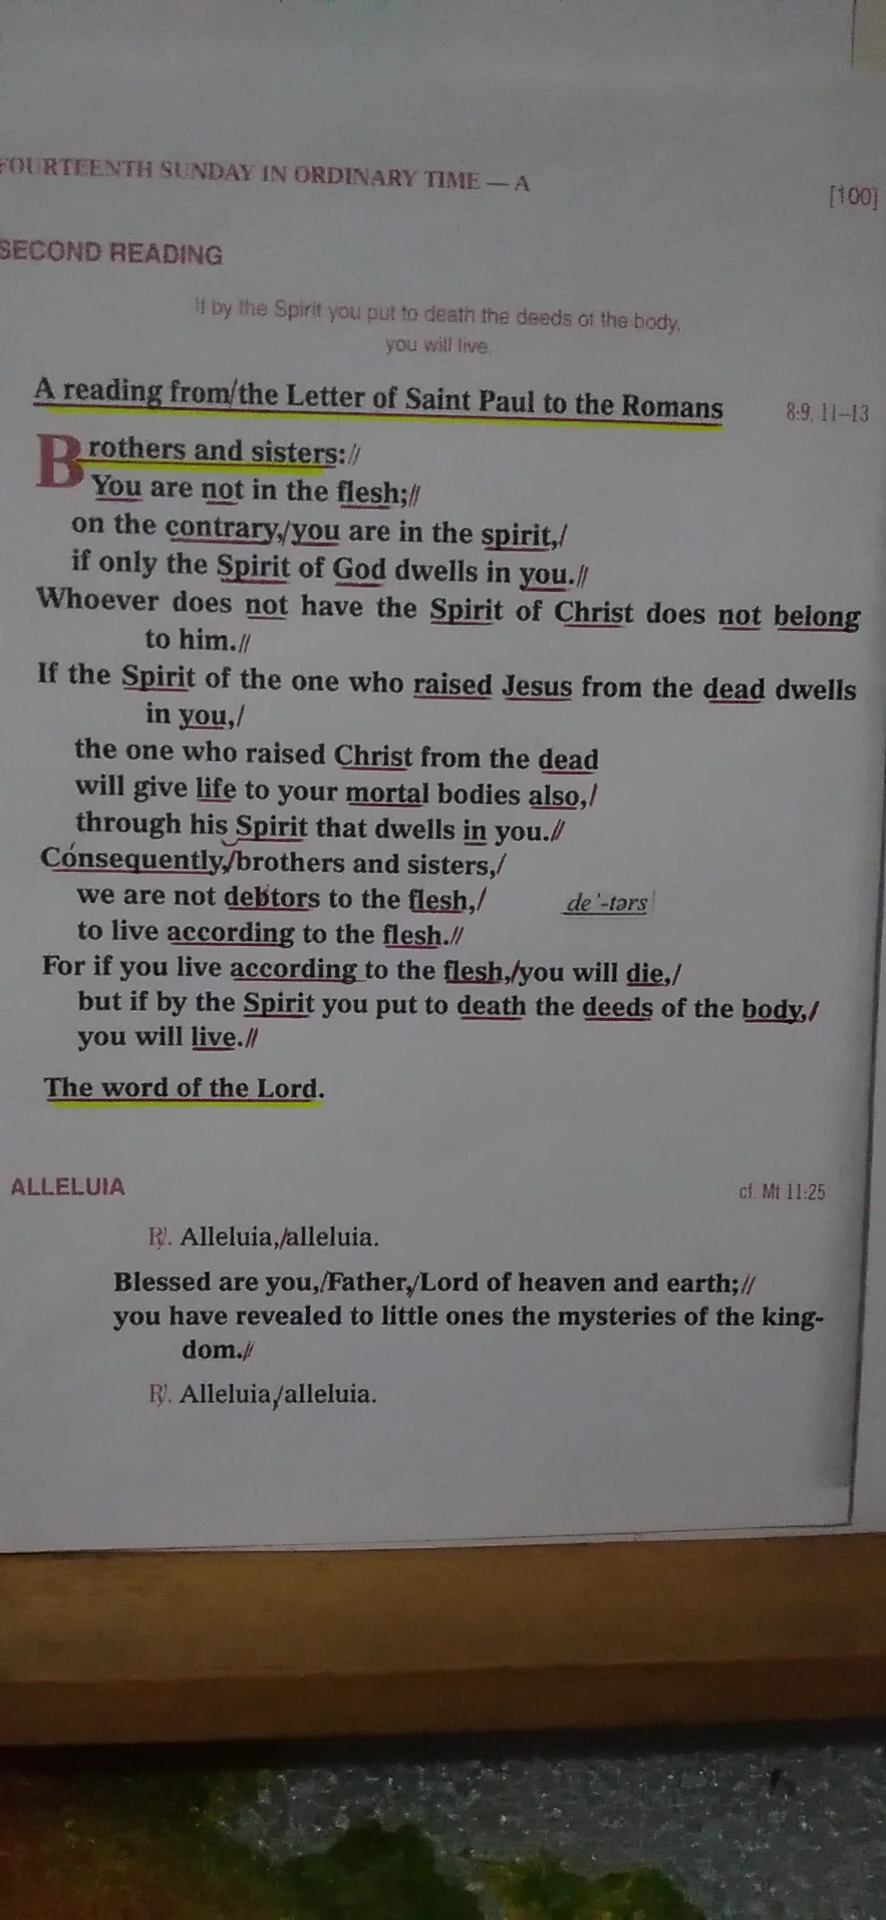 FOURTEENTH SUNDAY IN ORDINARY TIME — A
[100]
SECOND READING
If by the Spirit you put to death the deeds of the body,
you will live.
A reading from/the Letter of Saint Paul to the Romans 8:9, 11–13
Brothers and sisters://
You are not in the flesh;//
on the contrary,/you are in the spirit,/
if only the Spirit of God dwells in you.//
Whoever does not have the Spirit of Christ does not belong
to him.//
If the Spirit of the one who raised Jesus from the dead dwells
in you,/
the one who raised Christ from the dead
will give life to your mortal bodies also,/
through his Spirit that dwells in you.//
Cónsequently,/brothers and sisters,/
we are not debtors to the flesh,/ de'-tərs
to live according to the flesh.//
For if you live according to the flesh,/you will die,/
but if by the Spirit you put to death the deeds of the body,/
you will live.//
The word of the Lord.
ALLELUIA cf. Mt 11:25
℟. Alleluia,/alleluia.
Blessed are you,/Father,/Lord of heaven and earth;//
you have revealed to little ones the mysteries of the king-
dom.//
℟. Alleluia,/alleluia.